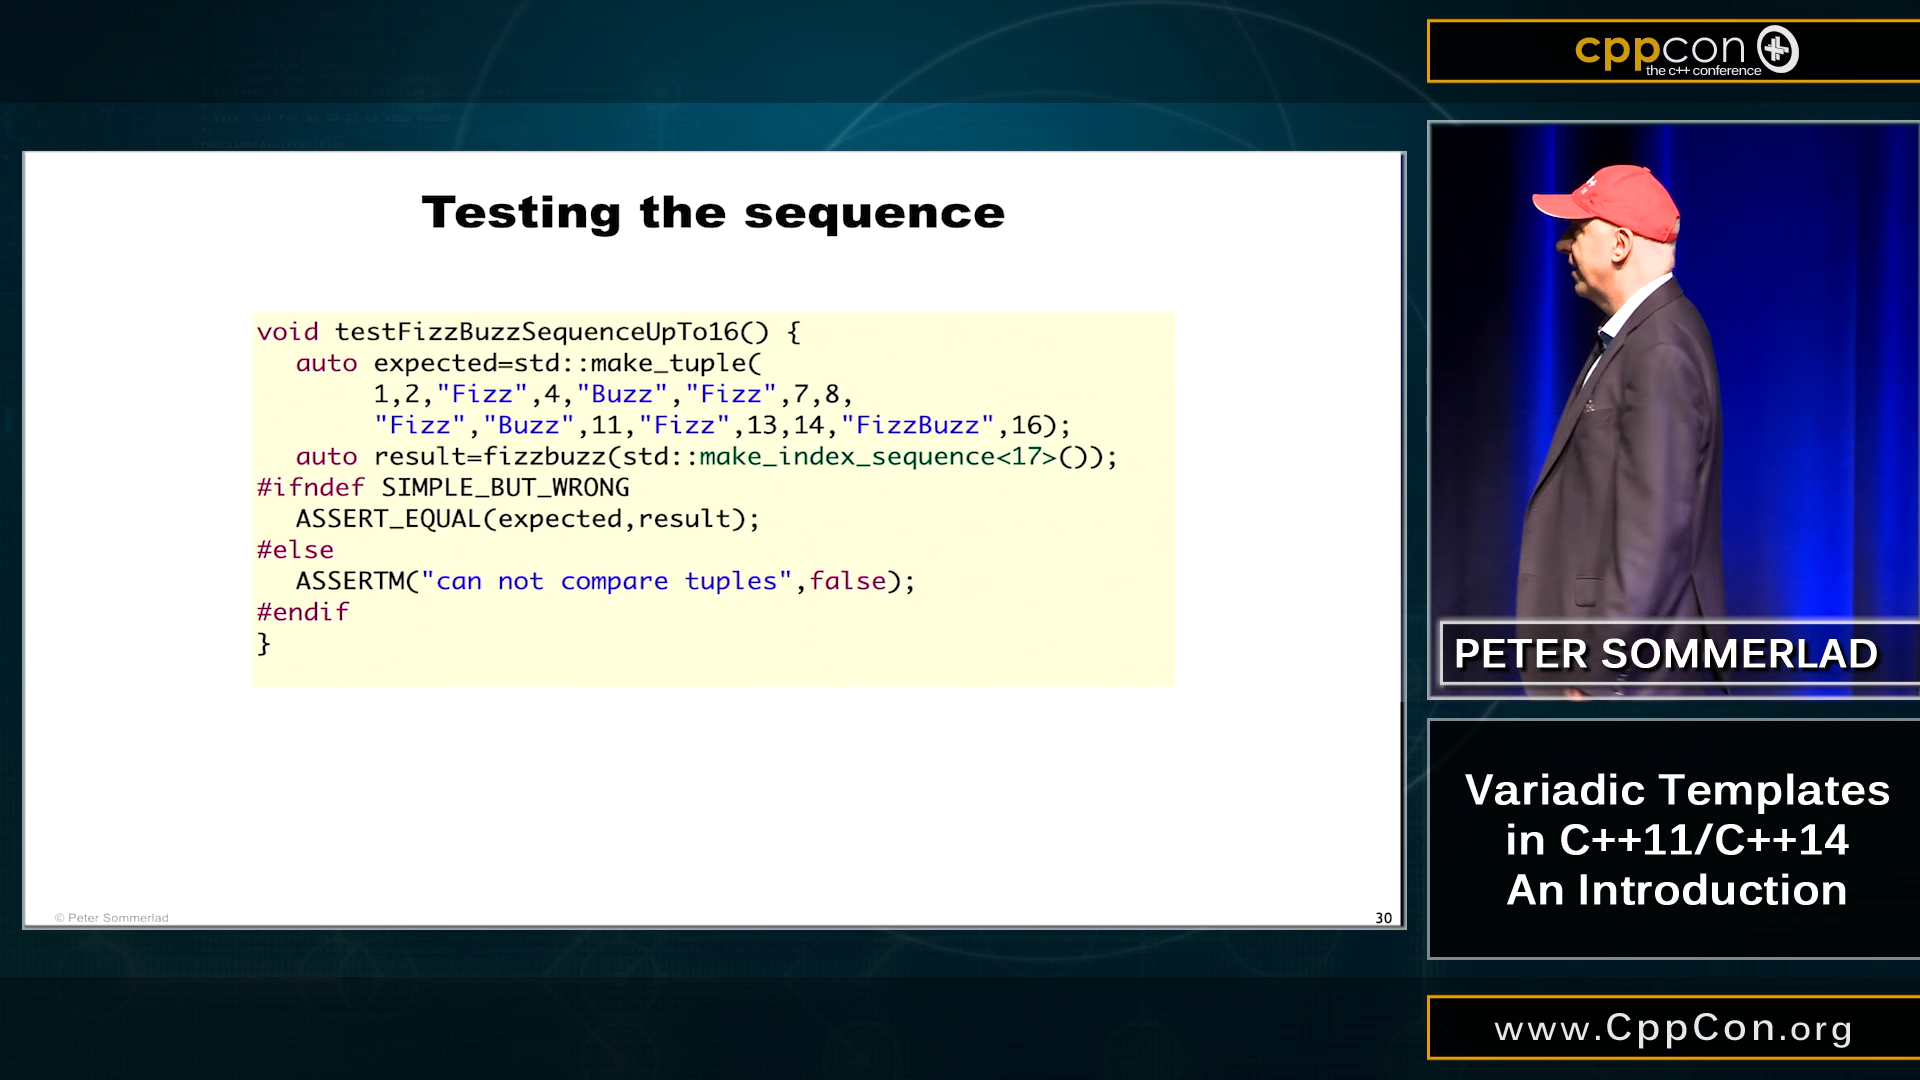 cppcon
the c++ conference
Testing the sequence
void testFizzBuzzSequenceUpTo16() {
auto expected=std::make_tuple(
1,2,"Fizz",4,"Buzz","Fizz",7,8,
"Fizz","Buzz",11,"Fizz",13,14,"FizzBuzz",16);
auto result=fizzbuzz(std::make_index_sequence<17>());
#ifndef SIMPLE_BUT_WRONG
ASSERT_EQUAL(expected,result);
#else
ASSERTM("can not compare tuples",false);
#endif
}
© Peter Sommerlad
30
PETER SOMMERLAD
Variadic Templates
in C++11/C++14
An Introduction
www.CppCon.org